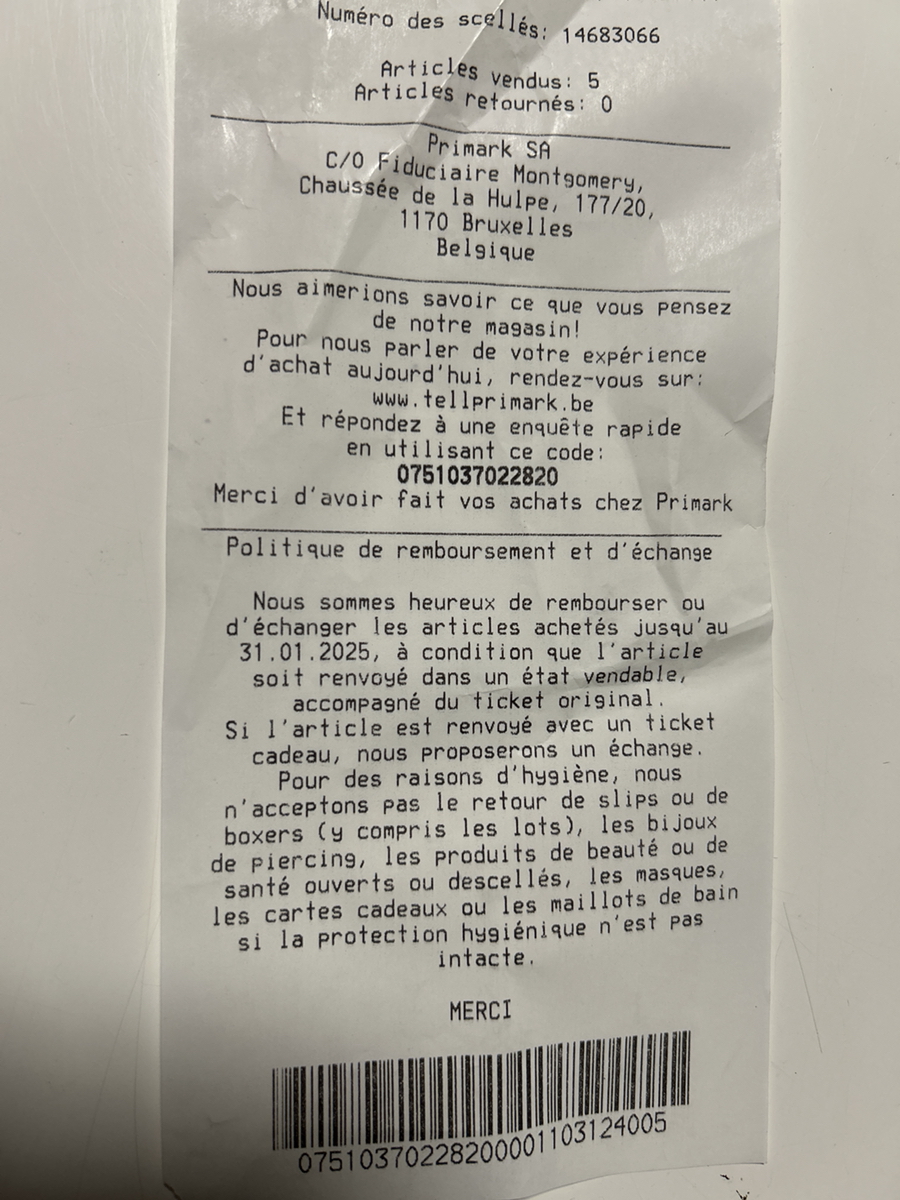 Numéro des scellés: 14683066
Articles vendus: 5
Articles retournés: 0
Primark SA
C/O Fiduciaire Montgomery,
Chaussée de la Hulpe, 177/20,
1170 Bruxelles
Belgique
Nous aimerions savoir ce que vous pensez
de notre magasin!
Pour nous parler de votre expérience
d'achat aujourd'hui, rendez-vous sur:
www.tellprimark.be
Et répondez à une enquête rapide
en utilisant ce code:
0751037022820
Merci d'avoir fait vos achats chez Primark
Politique de remboursement et d'échange
Nous sommes heureux de rembourser ou
d'échanger les articles achetés jusqu'au
31.01.2025, à condition que l'article
soit renvoyé dans un état vendable,
accompagné du ticket original.
Si l'article est renvoyé avec un ticket
cadeau, nous proposerons un échange.
Pour des raisons d'hygiène, nous
n'acceptons pas le retour de slips ou de
boxers (y compris les lots), les bijoux
de piercing, les produits de beauté ou de
santé ouverts ou descellés, les masques,
les cartes cadeaux ou les maillots de bain
si la protection hygiénique n'est pas
intacte.
MERCI
07510370228200001103124005